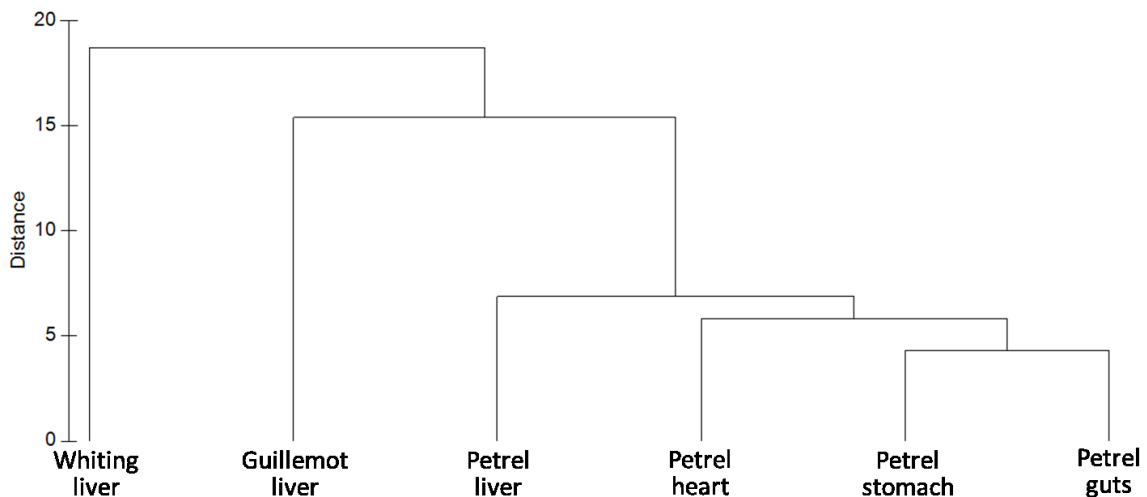 20
15
10
5
0
Distance
Whiting
liver
Guillemot
liver
Petrel
liver
Petrel
heart
Petrel
stomach
Petrel
guts